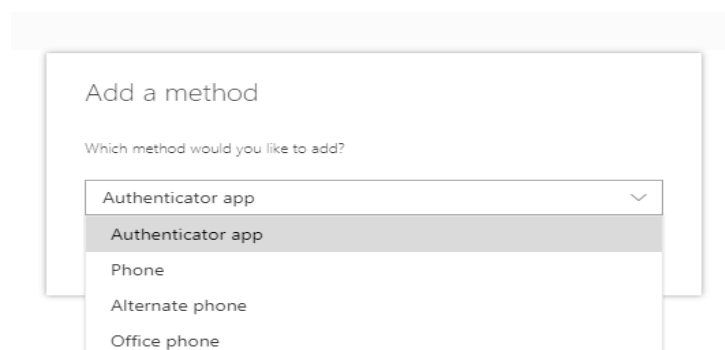 Add a method
Which method would you like to add?
Authenticator app
Authenticator app
Phone
Alternate phone
Office phone